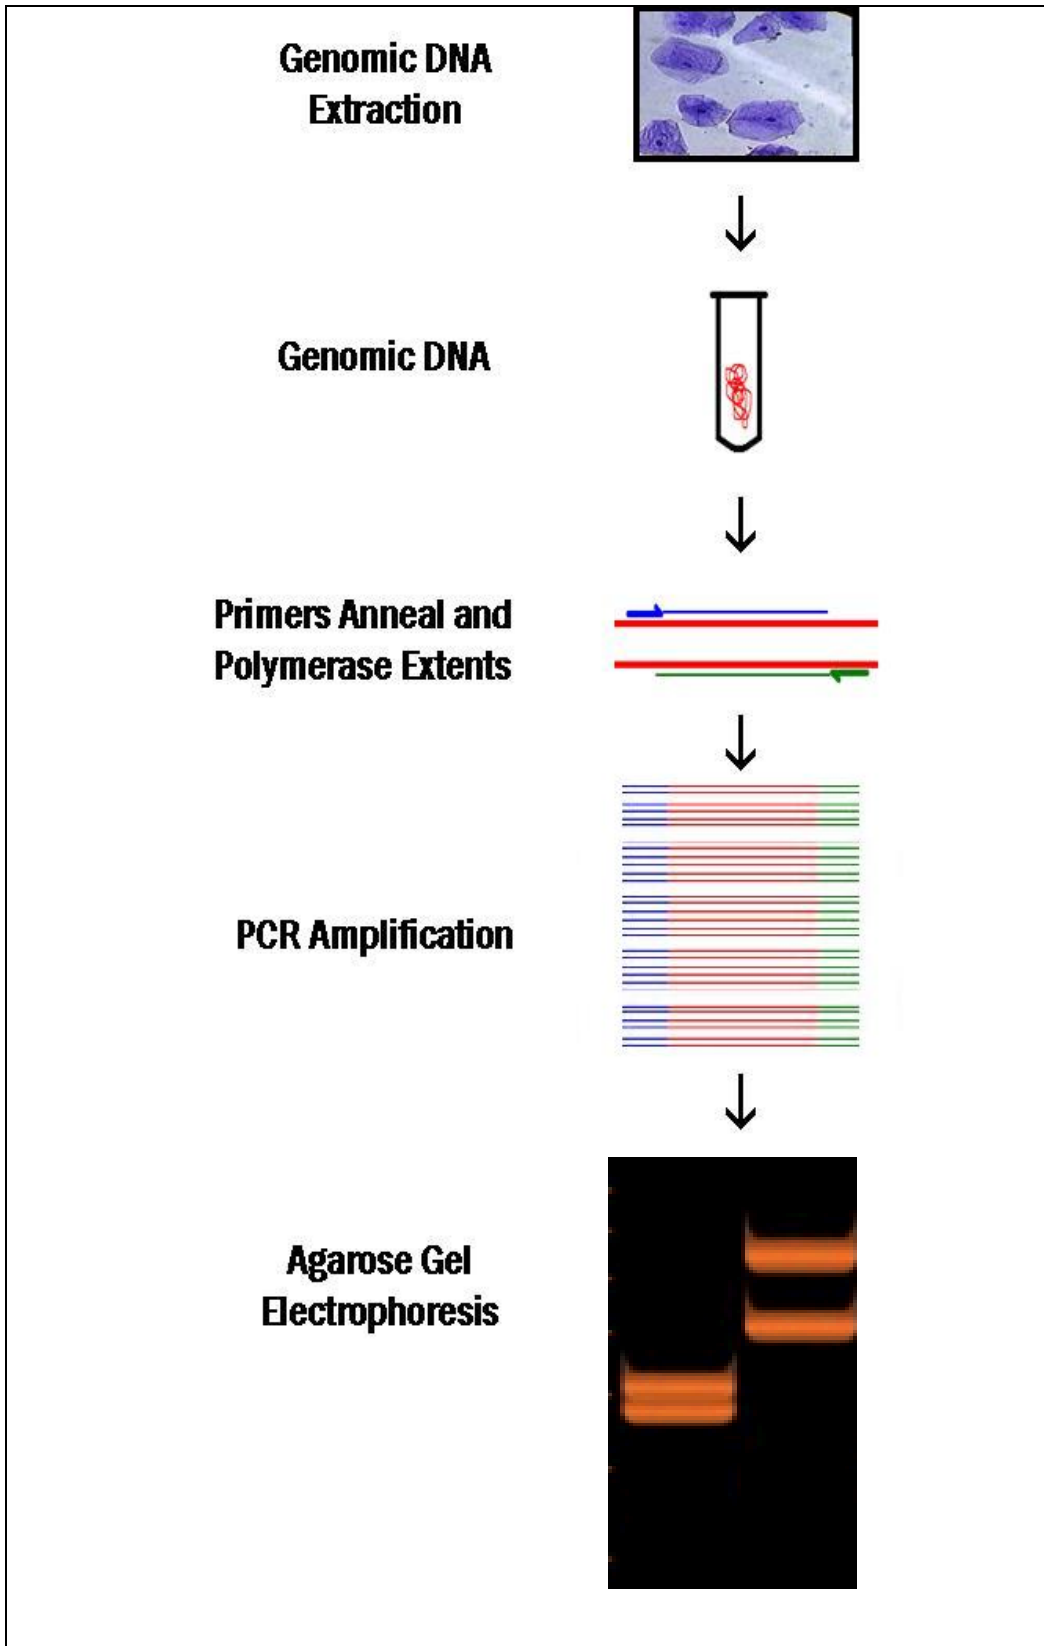 Genomic DNA
Extraction
Genomic DNA
Primers Anneal and
Polymerase Extents
PCR Amplification
Agarose Gel
Electrophoresis